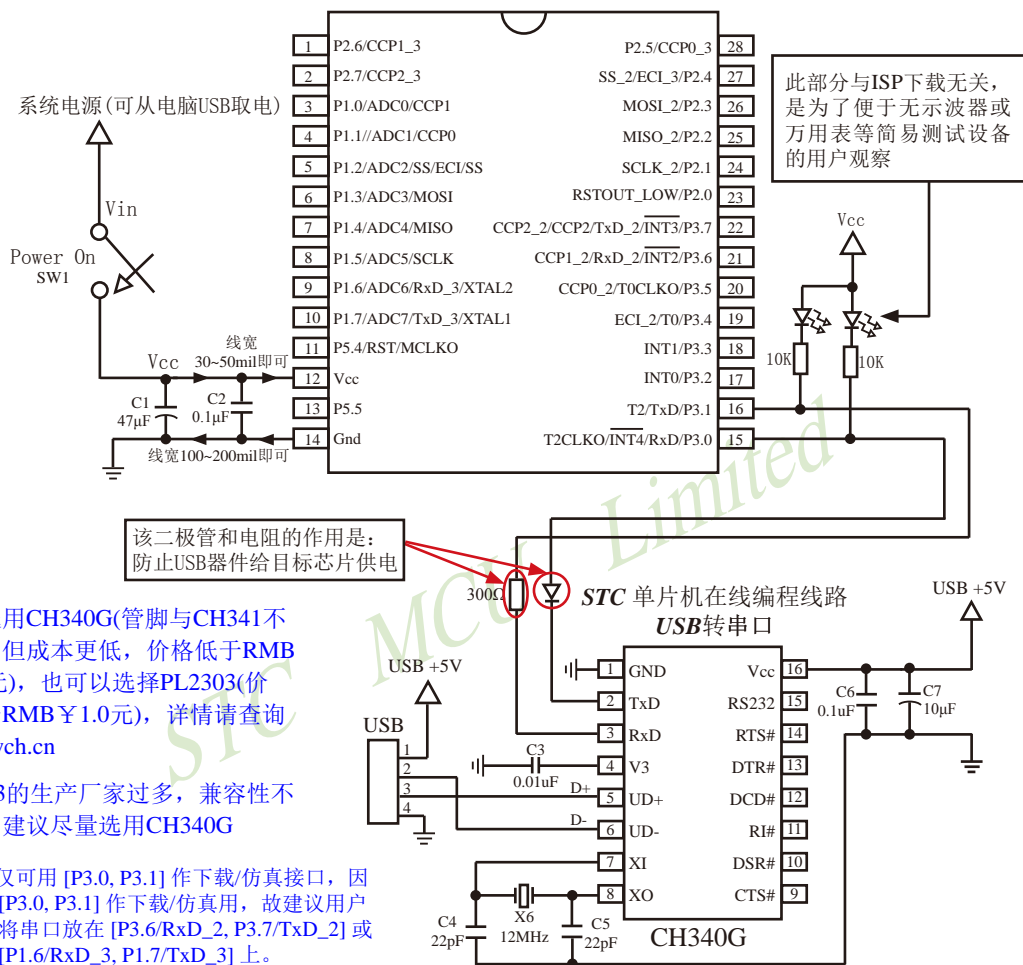 1 P2.6/CCP1_3
2 P2.7/CCP2_3
3 P1.0/ADC0/CCP1
4 P1.1//ADC1/CCP0
5 P1.2/ADC2/SS/ECI/SS
6 P1.3/ADC3/MOSI
7 P1.4/ADC4/MISO
8 P1.5/ADC5/SCLK
9 P1.6/ADC6/RxD_3/XTAL2
10 P1.7/ADC7/TxD_3/XTAL1
11 P5.4/RST/MCLKO
12 Vcc
13 P5.5
14 Gnd
P2.5/CCP0_3 28
SS_2/ECI_3/P2.4 27
MOSI_2/P2.3 26
MISO_2/P2.2 25
SCLK_2/P2.1 24
RSTOUT_LOW/P2.0 23
CCP2_2/CCP2/TxD_2/INT3/P3.7 22
CCP1_2/RxD_2/INT2/P3.6 21
CCP0_2/T0CLKO/P3.5 20
ECI_2/T0/P3.4 19
INT1/P3.3 18
INT0/P3.2 17
T2/TxD/P3.1 16
T2CLKO/INT4/RxD/P3.0 15
系统电源(可从电脑USB取电)
Vin
Power On
SW1
Vcc
线宽
30~50mil即可
C1
47μF
C2
0.1μF
线宽100~200mil即可
此部分与ISP下载无关,
是为了便于无示波器或
万用表等简易测试设备
的用户观察
Vcc
10K
10K
STC MCU Limited
该二极管和电阻的作用是:
防止USB器件给目标芯片供电
300Ω
STC 单片机在线编程线路
USB转串口
USB +5V
用CH340G(管脚与CH341不
但成本更低，价格低于RMB
元)，也可以选择PL2303(价
RMB￥1.0元)，详情请查询
ch.cn
3的生产厂家过多，兼容性不
建议尽量选用CH340G
仅可用 [P3.0, P3.1] 作下载/仿真接口，因
[P3.0, P3.1] 作下载/仿真用，故建议用户
将串口放在 [P3.6/RxD_2, P3.7/TxD_2] 或
[P1.6/RxD_3, P1.7/TxD_3] 上。
USB +5V
USB
1
2
3
4
C3
0.01uF
D+
D-
1 GND
2 TxD
3 RxD
4 V3
5 UD+
6 UD-
7 XI
8 XO
Vcc 16
RS232 15
RTS# 14
DTR# 13
DCD# 12
RI# 11
DSR# 10
CTS# 9
CH340G
C6
0.1uF
C7
10μF
C4
22pF
X6
12MHz
C5
22pF